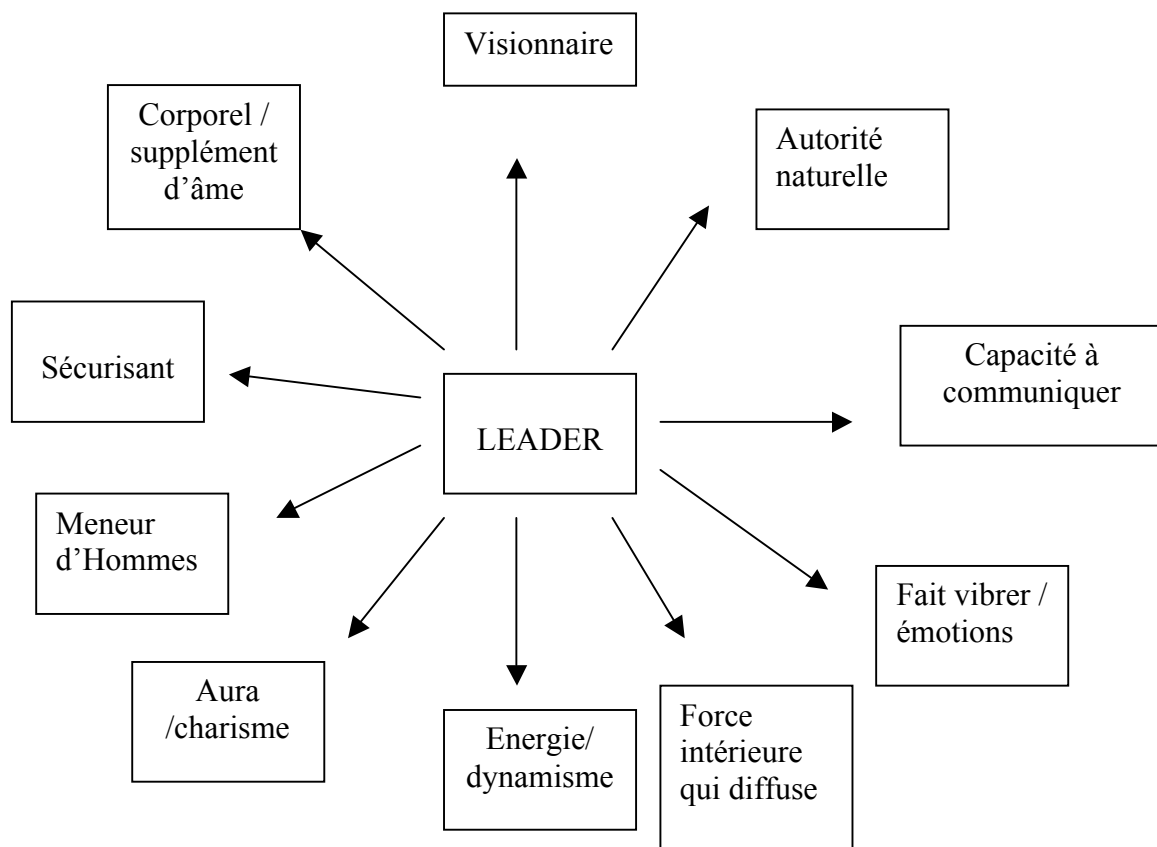 Visionnaire
Corporel /
supplément
d’âme
Autorité
naturelle
Sécurisant
Capacité à
communiquer
LEADER
Meneur
d’Hommes
Fait vibrer /
émotions
Aura
/charisme
Energie/
dynamisme
Force
intérieure
qui diffuse